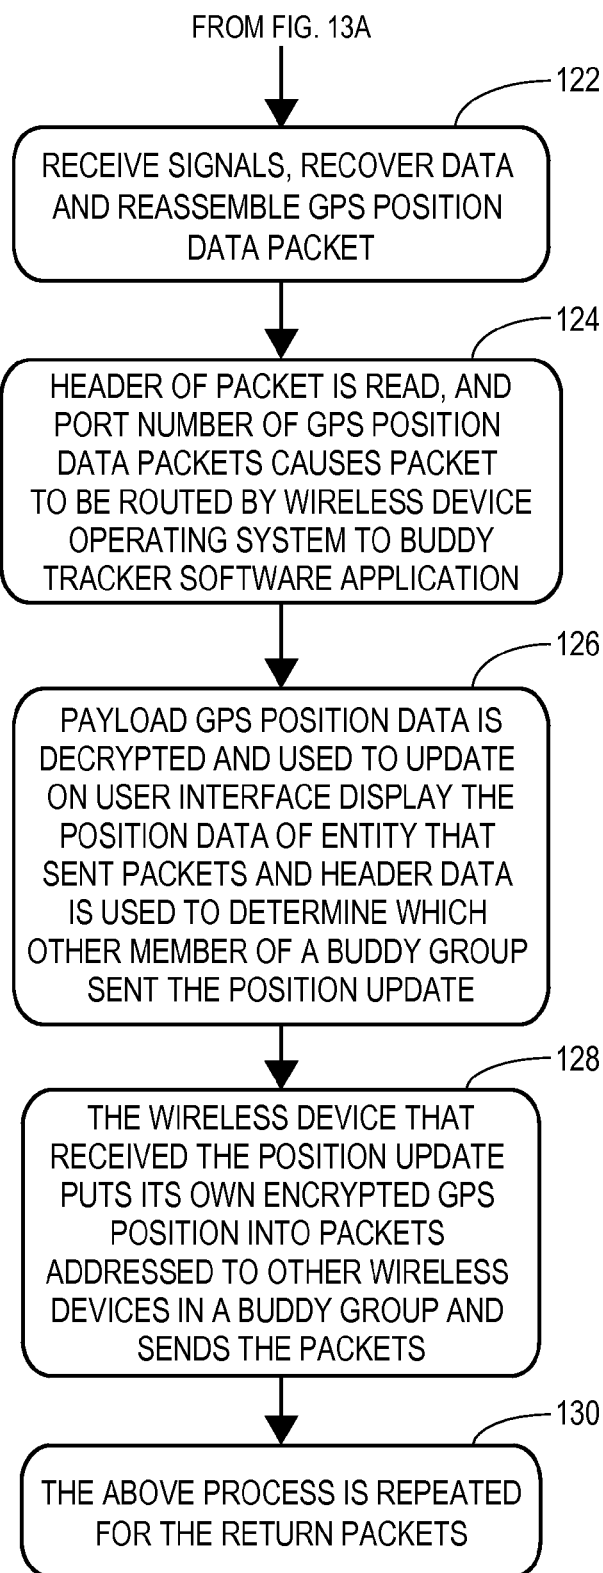 FROM FIG. 13A
122
RECEIVE SIGNALS, RECOVER DATA
AND REASSEMBLE GPS POSITION
DATA PACKET
124
HEADER OF PACKET IS READ, AND
PORT NUMBER OF GPS POSITION
DATA PACKETS CAUSES PACKET
TO BE ROUTED BY WIRELESS DEVICE
OPERATING SYSTEM TO BUDDY
TRACKER SOFTWARE APPLICATION
126
PAYLOAD GPS POSITION DATA IS
DECRYPTED AND USED TO UPDATE
ON USER INTERFACE DISPLAY THE
POSITION DATA OF ENTITY THAT
SENT PACKETS AND HEADER DATA
IS USED TO DETERMINE WHICH
OTHER MEMBER OF A BUDDY GROUP
SENT THE POSITION UPDATE
128
THE WIRELESS DEVICE THAT
RECEIVED THE POSITION UPDATE
PUTS ITS OWN ENCRYPTED GPS
POSITION INTO PACKETS
ADDRESSED TO OTHER WIRELESS
DEVICES IN A BUDDY GROUP AND
SENDS THE PACKETS
130
THE ABOVE PROCESS IS REPEATED
FOR THE RETURN PACKETS